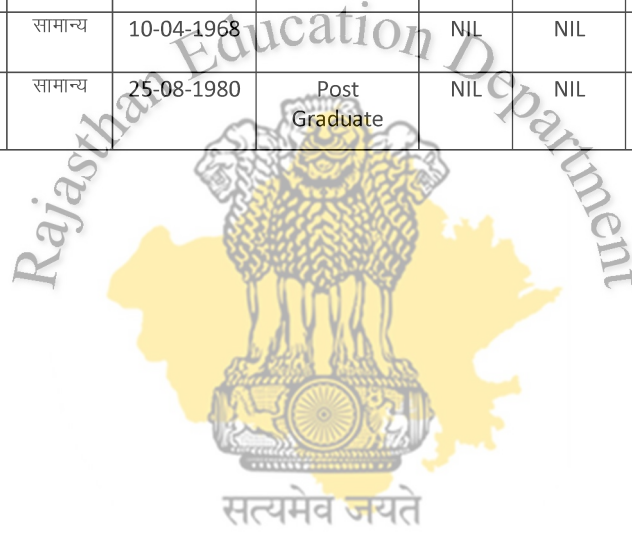 सामान्य 10-04-1968 NIL NIL
सामान्य 25-08-1980 Post Graduate NIL NIL
Rajasthan Education Department
सत्यमेव जयते